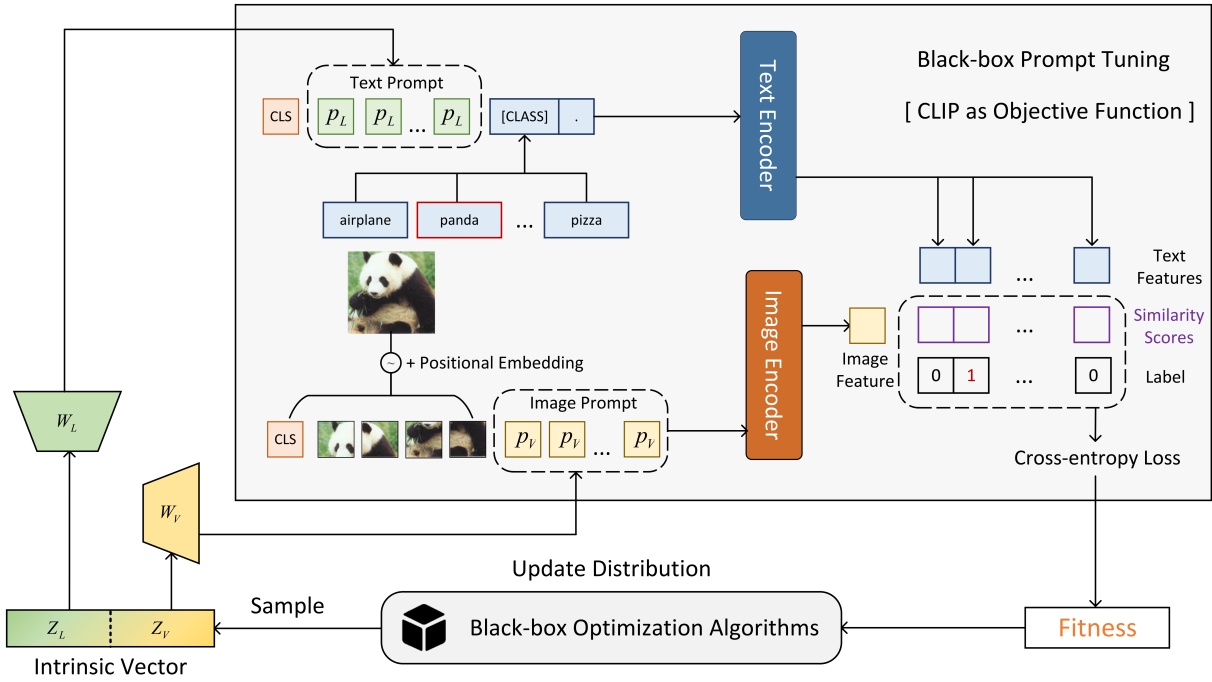 Black-box Prompt Tuning
[ CLIP as Objective Function ]
Text Prompt
CLS
p_L p_L ... p_L
[CLASS] .
Text Encoder
airplane panda ... pizza
Text
Features
...
Similarity
Scores
...
Label
0 1 ... 0
Image Encoder
Image
Feature
~ + Positional Embedding
Image Prompt
CLS
p_V p_V ... p_V
Cross-entropy Loss
W_L
W_V
Update Distribution
Sample
Black-box Optimization Algorithms
Fitness
Z_L Z_V
Intrinsic Vector